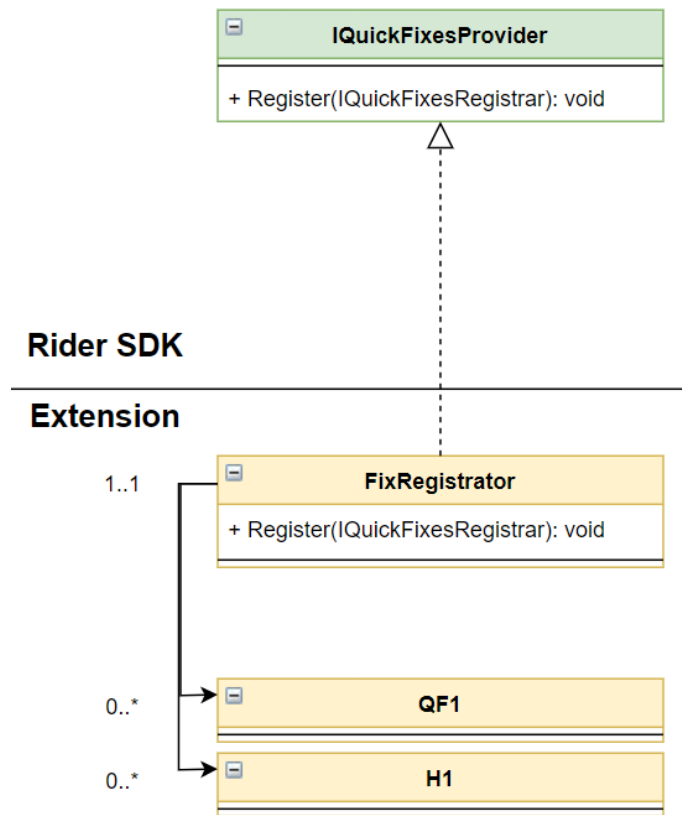 IQuickFixesProvider
+ Register(IQuickFixesRegistrar): void
Rider SDK
Extension
1..1
FixRegistrator
+ Register(IQuickFixesRegistrar): void
0..*
QF1
0..*
H1